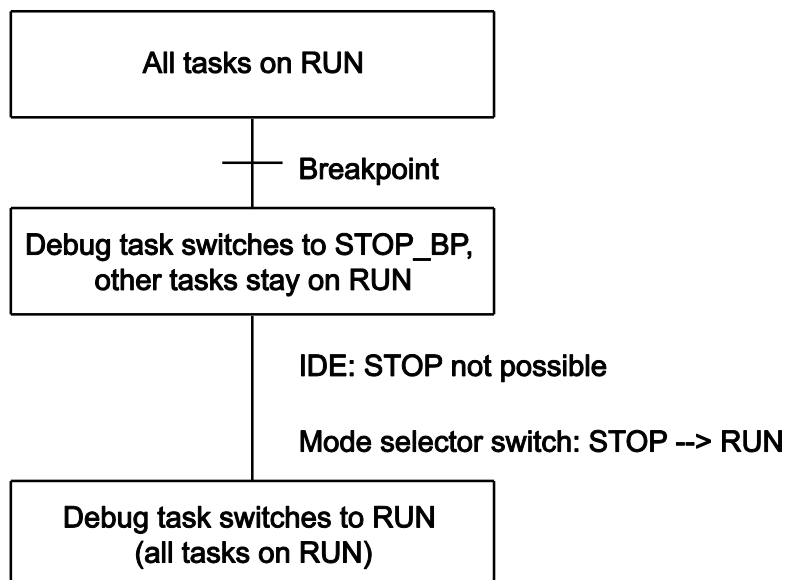 All tasks on RUN
Breakpoint
Debug task switches to STOP_BP,
other tasks stay on RUN
IDE: STOP not possible
Mode selector switch: STOP --> RUN
Debug task switches to RUN
(all tasks on RUN)